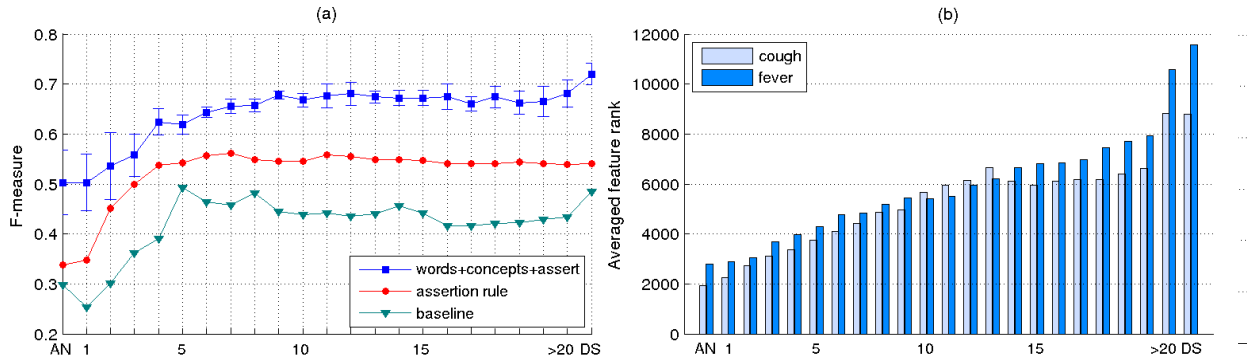 (a)
F-measure
0.8
0.7
0.6
0.5
0.4
0.3
0.2
words+concepts+assert
assertion rule
baseline
AN 1 5 10 15 >20 DS
(b)
Averaged feature rank
12000
10000
8000
6000
4000
2000
0
cough
fever
AN 1 5 10 15 >20 DS